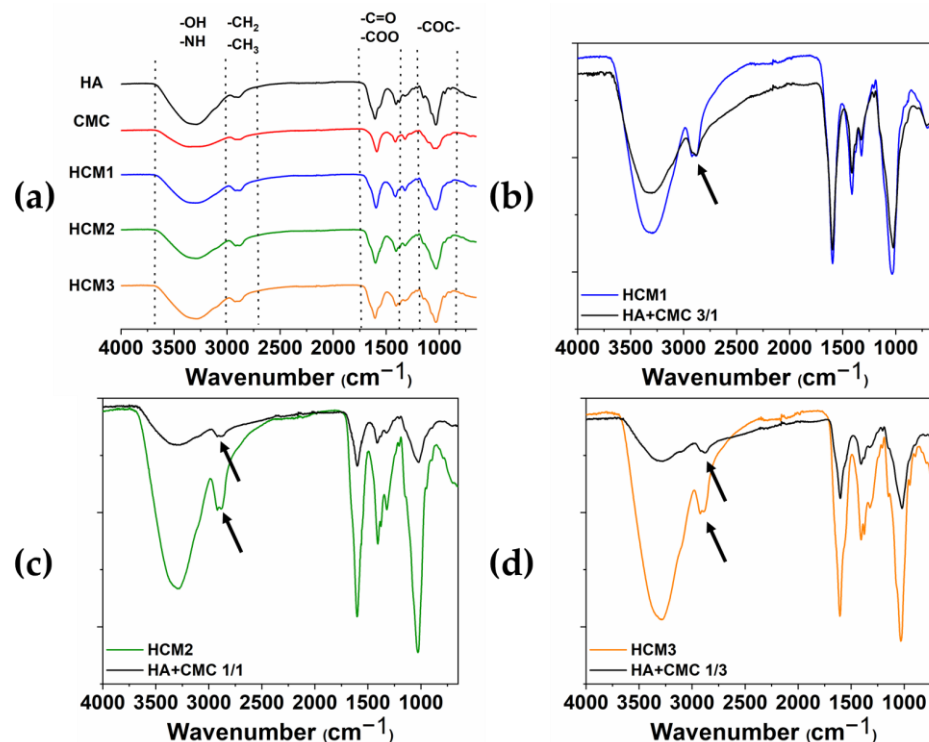 -OH
-NH
-CH₂
-CH₃
-C=O
-COO
-COC-
HA
CMC
HCM1
HCM2
HCM3
(a)
4000 3500 3000 2500 2000 1500 1000
Wavenumber (cm⁻¹)
(b)
HCM1
HA+CMC 3/1
4000 3500 3000 2500 2000 1500 1000
Wavenumber (cm⁻¹)
(c)
HCM2
HA+CMC 1/1
4000 3500 3000 2500 2000 1500 1000
Wavenumber (cm⁻¹)
(d)
HCM3
HA+CMC 1/3
4000 3500 3000 2500 2000 1500 1000
Wavenumber (cm⁻¹)